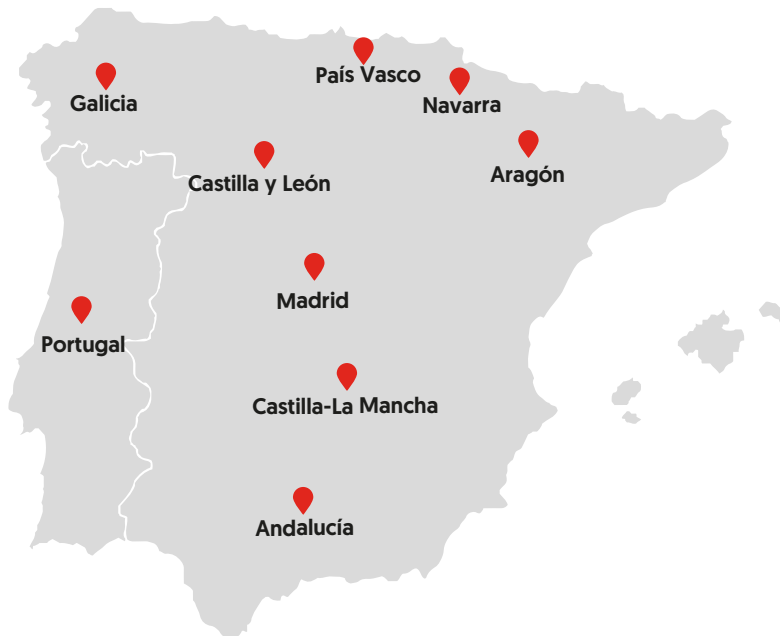 País Vasco
Galicia
Navarra
Aragón
Castilla y León
Madrid
Portugal
Castilla-La Mancha
Andalucía